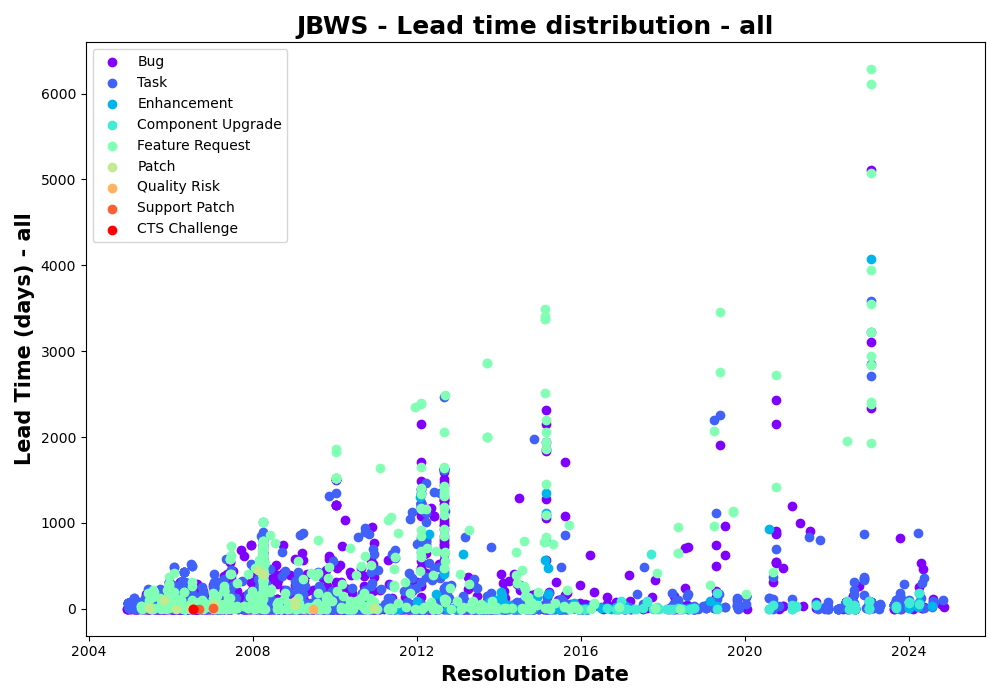 JBWS - Lead time distribution - all
Bug
Task
Enhancement
Component Upgrade
Feature Request
Patch
Quality Risk
Support Patch
CTS Challenge
Lead Time (days) - all
6000
5000
4000
3000
2000
1000
0
2004 2008 2012 2016 2020 2024
Resolution Date